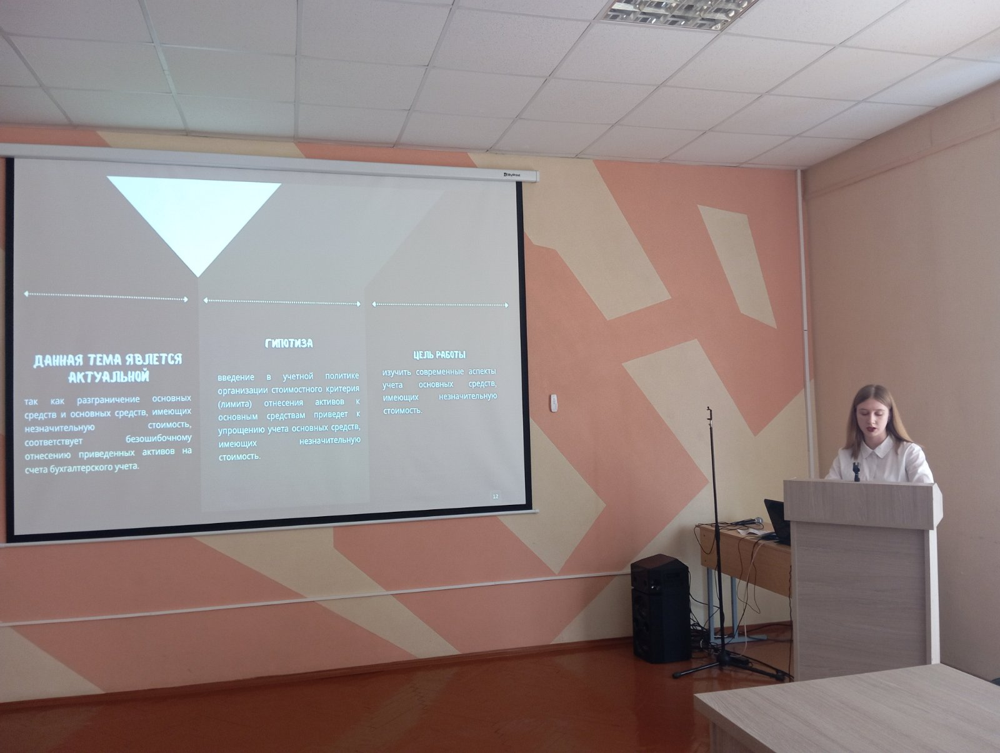 ByPrint
ДАННАЯ ТЕМА ЯВЛЕТСЯ
АКТУАЛЬНОЙ
так как разграничение основных
средств и основных средств, имеющих
незначительную стоимость,
соответствует безошибочному
отнесению приведенных активов на
счета бухгалтерского учета.
ГИПОТИЗА
введение в учетной политике
организации стоимостного критерия
(лимита) отнесения активов к
основным средствам приведет к
упрощению учета основных средств,
имеющих незначительную
стоимость.
ЦЕЛЬ РАБОТЫ
изучить современные аспекты
учета основных средств,
имеющих незначительную
стоимость.
12